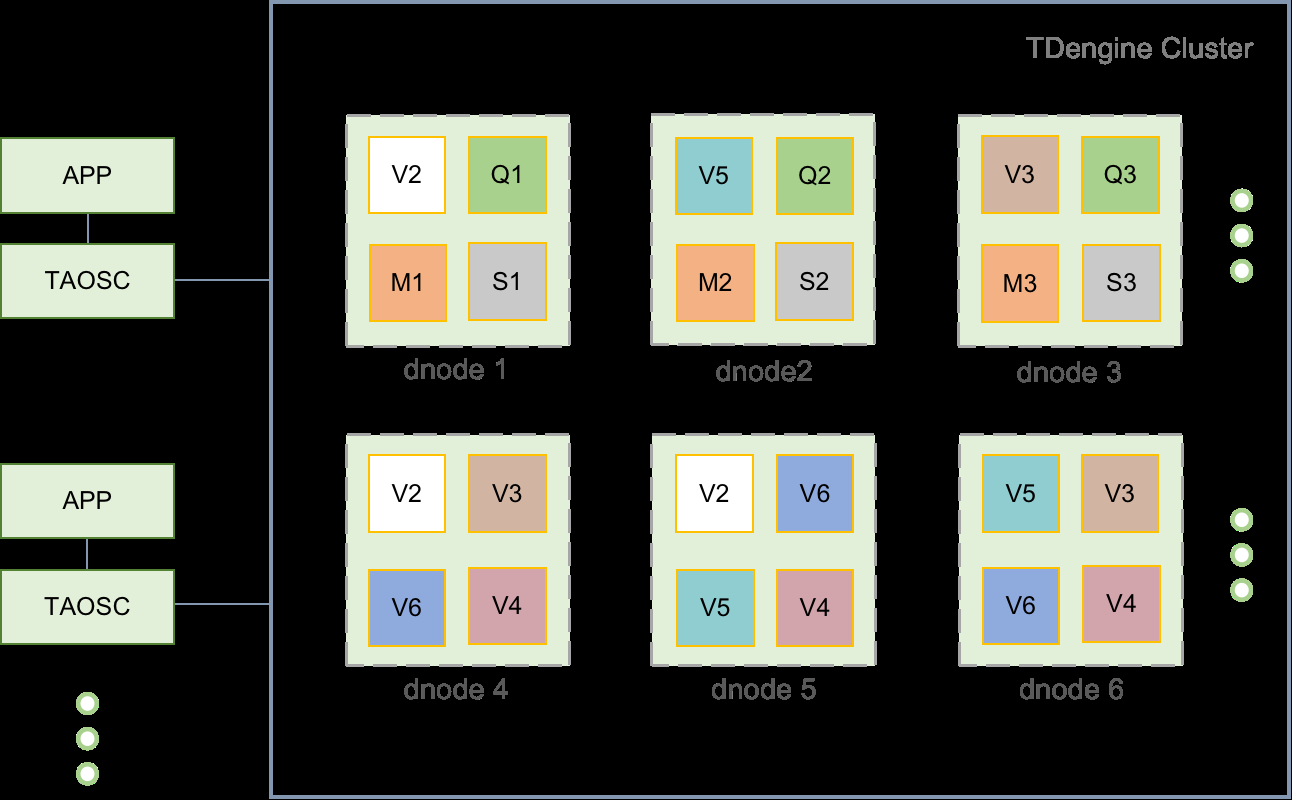 TDengine Cluster
APP
TAOSC
V2 Q1
M1 S1
dnode 1
V5 Q2
M2 S2
dnode2
V3 Q3
M3 S3
dnode 3
APP
TAOSC
V2 V3
V6 V4
dnode 4
V2 V6
V5 V4
dnode 5
V5 V3
V6 V4
dnode 6